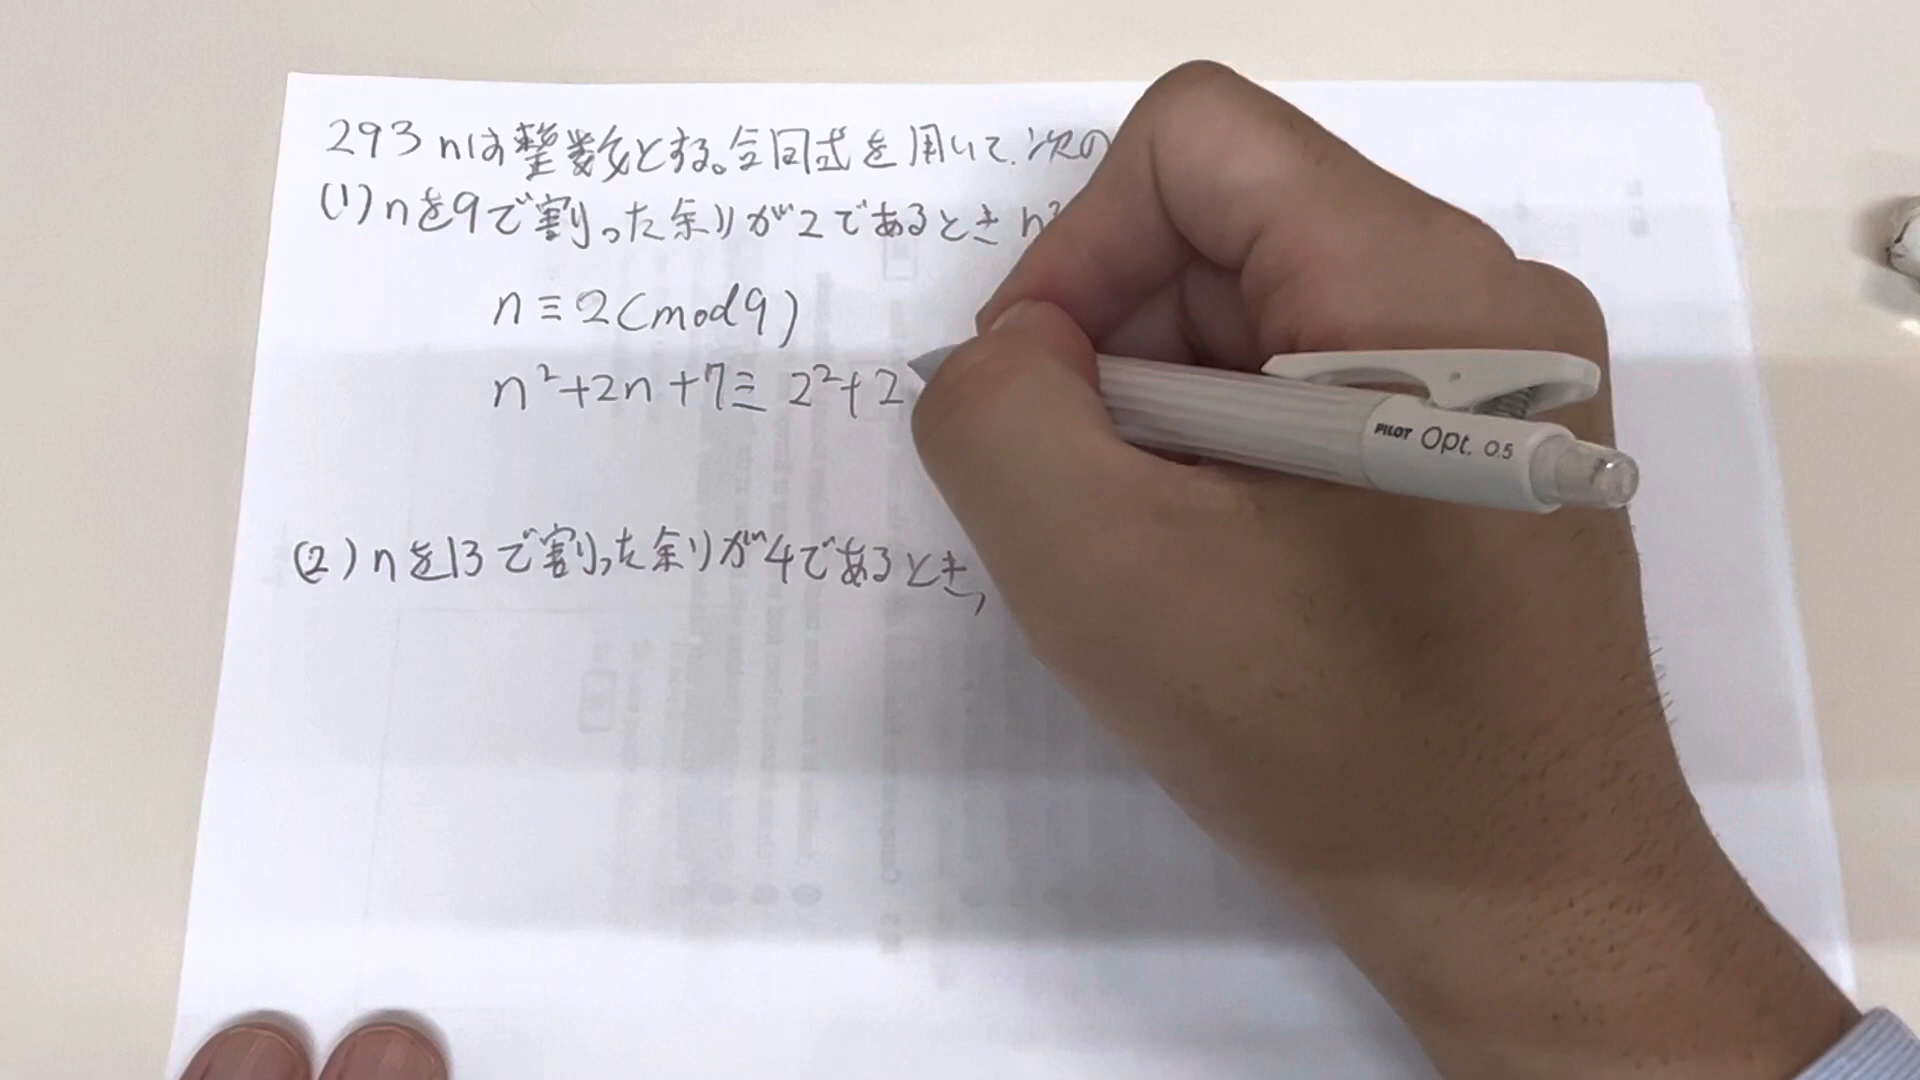 293 nは整数とする。合同式を用いて、次の
(1) nを9で割った余りが2であるとき n²
n≡2(mod9)
n²+2n+7≡2²+2
(2) nを13で割った余りが4であるとき、
PILOT Opt. 0.5